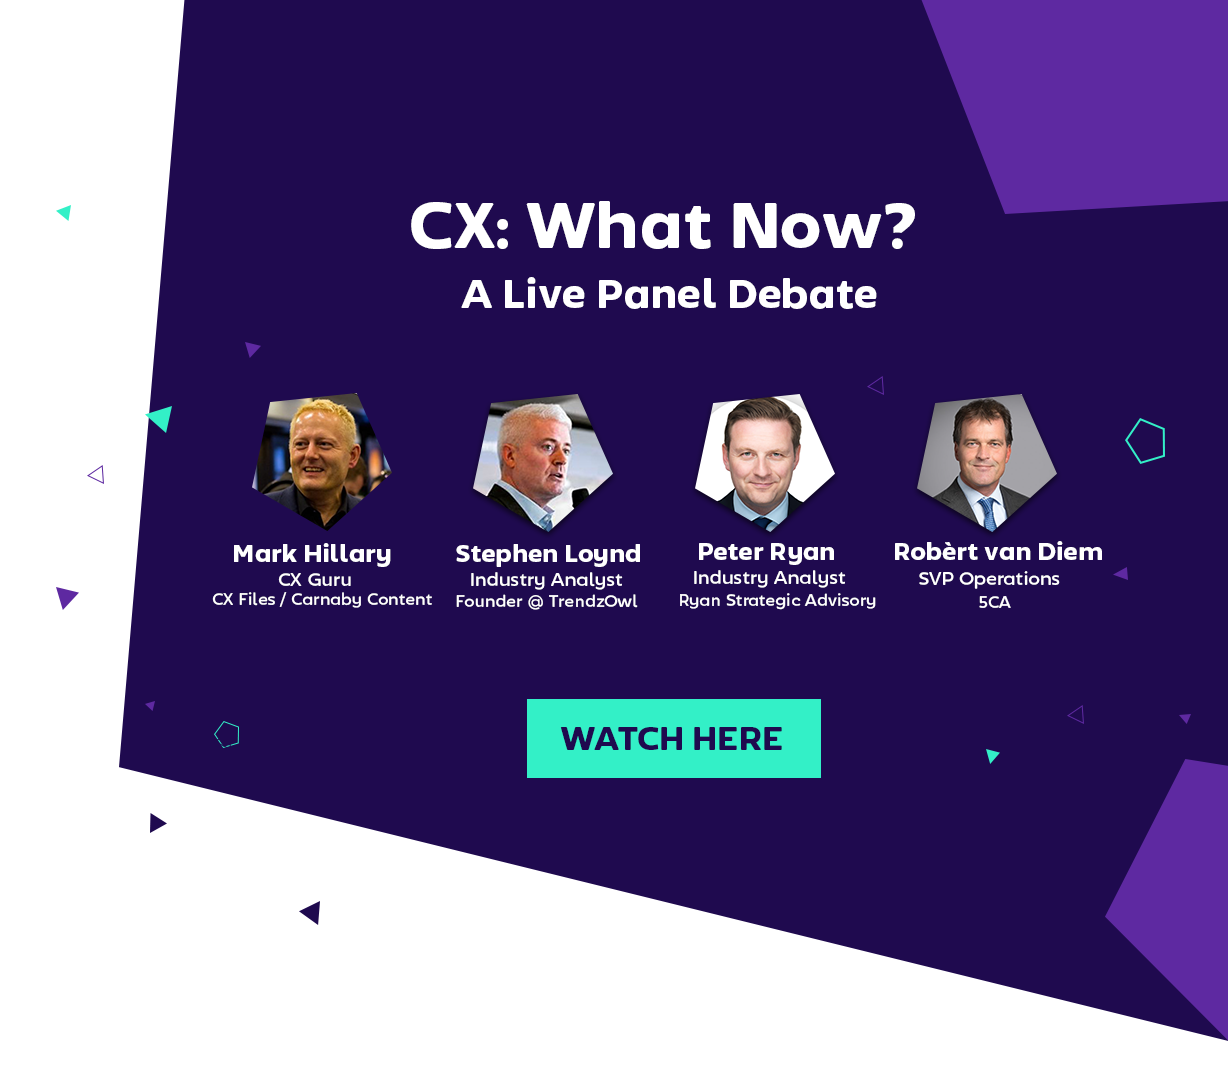 CX: What Now?
A Live Panel Debate
Mark Hillary
CX Guru
CX Files / Carnaby Content
Stephen Loynd
Industry Analyst
Founder @ TrendzOwl
Peter Ryan
Industry Analyst
Ryan Strategic Advisory
Robèrt van Diem
SVP Operations
5CA
WATCH HERE